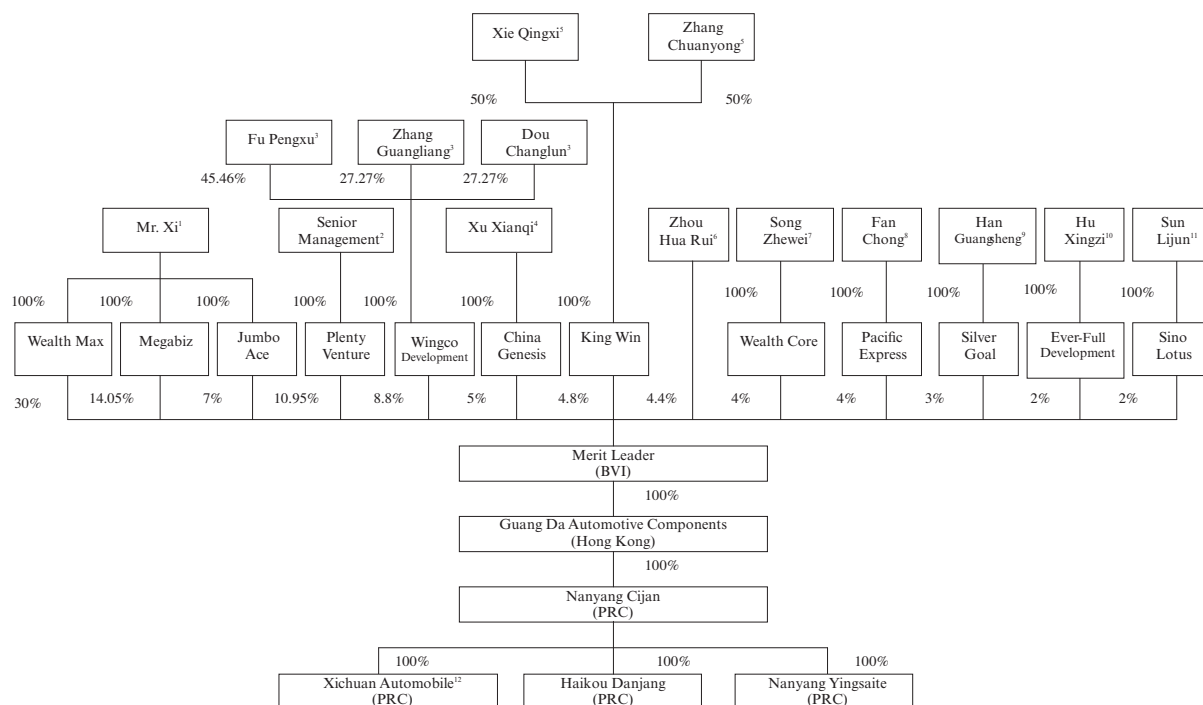 Xie Qingxi⁵
Zhang
Chuanyong⁵
50%
50%
Fu Pengxu³
Zhang
Guangliang³
Dou
Changlun³
45.46%
27.27%
27.27%
Mr. Xi¹
Senior
Management²
Xu Xianqi⁴
Zhou
Hua Rui⁶
Song
Zhewei⁷
Fan
Chong⁸
Han
Guangsheng⁹
Hu
Xingzi¹⁰
Sun
Lijun¹¹
100%
100%
100%
100%
100%
100%
100%
100%
100%
100%
100%
100%
Wealth Max
Megabiz
Jumbo
Ace
Plenty
Venture
Wingco
Development
China
Genesis
King Win
Wealth Core
Pacific
Express
Silver
Goal
Ever-Full
Development
Sino
Lotus
30%
14.05%
7%
10.95%
8.8%
5%
4.8%
4.4%
4%
4%
3%
2%
2%
Merit Leader
(BVI)
100%
Guang Da Automotive Components
(Hong Kong)
100%
Nanyang Cijan
(PRC)
100%
100%
100%
Xichuan Automobile¹²
(PRC)
Haikou Danjang
(PRC)
Nanyang Yingsaite
(PRC)